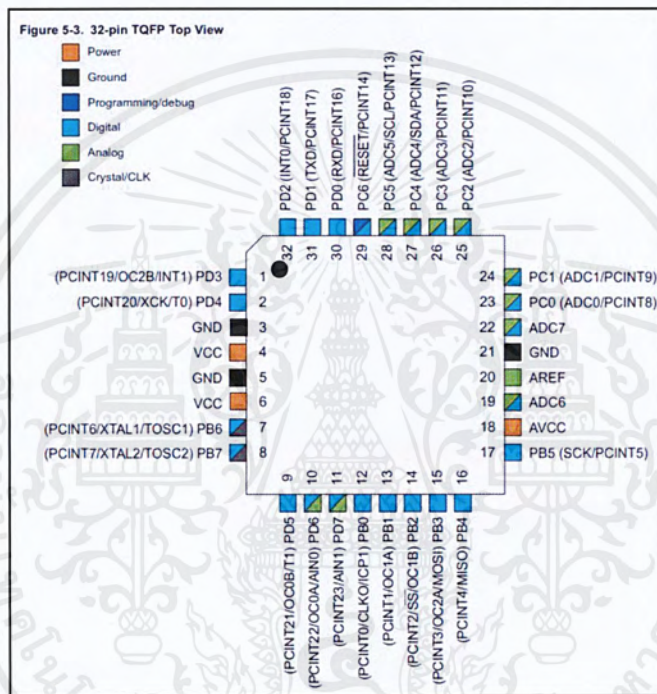 Figure 5-3. 32-pin TQFP Top View
Power
Ground
Programming/debug
Digital
Analog
Crystal/CLK
PD2 (INT0/PCINT18)
PD1 (TXD/PCINT17)
PD0 (RXD/PCINT16)
PC6 (RESET/PCINT14)
PC5 (ADC5/SCL/PCINT13)
PC4 (ADC4/SDA/PCINT12)
PC3 (ADC3/PCINT11)
PC2 (ADC2/PCINT10)
32
31
30
29
28
27
26
25
(PCINT19/OC2B/INT1) PD3
1
(PCINT20/XCK/T0) PD4
2
GND
3
VCC
4
GND
5
VCC
6
(PCINT6/XTAL1/TOSC1) PB6
7
(PCINT7/XTAL2/TOSC2) PB7
8
24
PC1 (ADC1/PCINT9)
23
PC0 (ADC0/PCINT8)
22
ADC7
21
GND
20
AREF
19
ADC6
18
AVCC
17
PB5 (SCK/PCINT5)
9
10
11
12
13
14
15
16
(PCINT21/OC0B/T1) PD5
(PCINT22/OC0A/AIN0) PD6
(PCINT23/AIN1) PD7
(PCINT0/CLKO/ICP1) PB0
(PCINT1/OC1A) PB1
(PCINT2/SS/OC1B) PB2
(PCINT3/OC2A/MOSI) PB3
(PCINT4/MISO) PB4